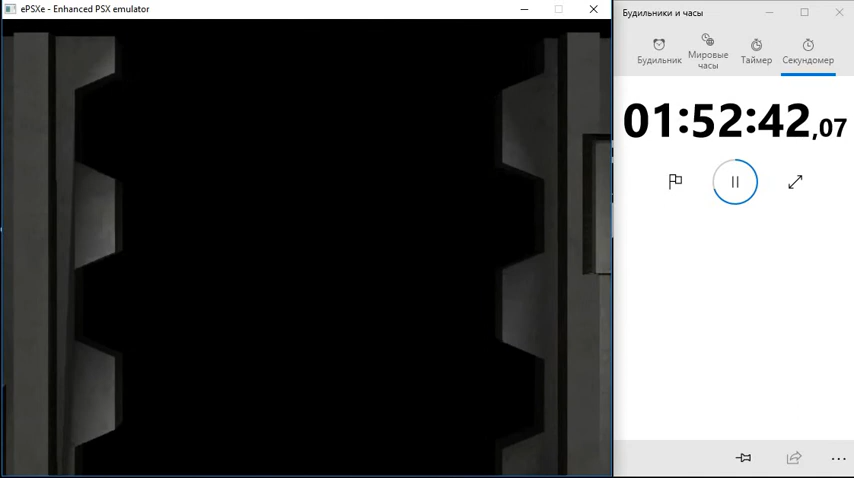 ePSXe - Enhanced PSX emulator
Будильники и часы
Будильник
Мировые
часы
Таймер
Секундомер
01:52:42,07